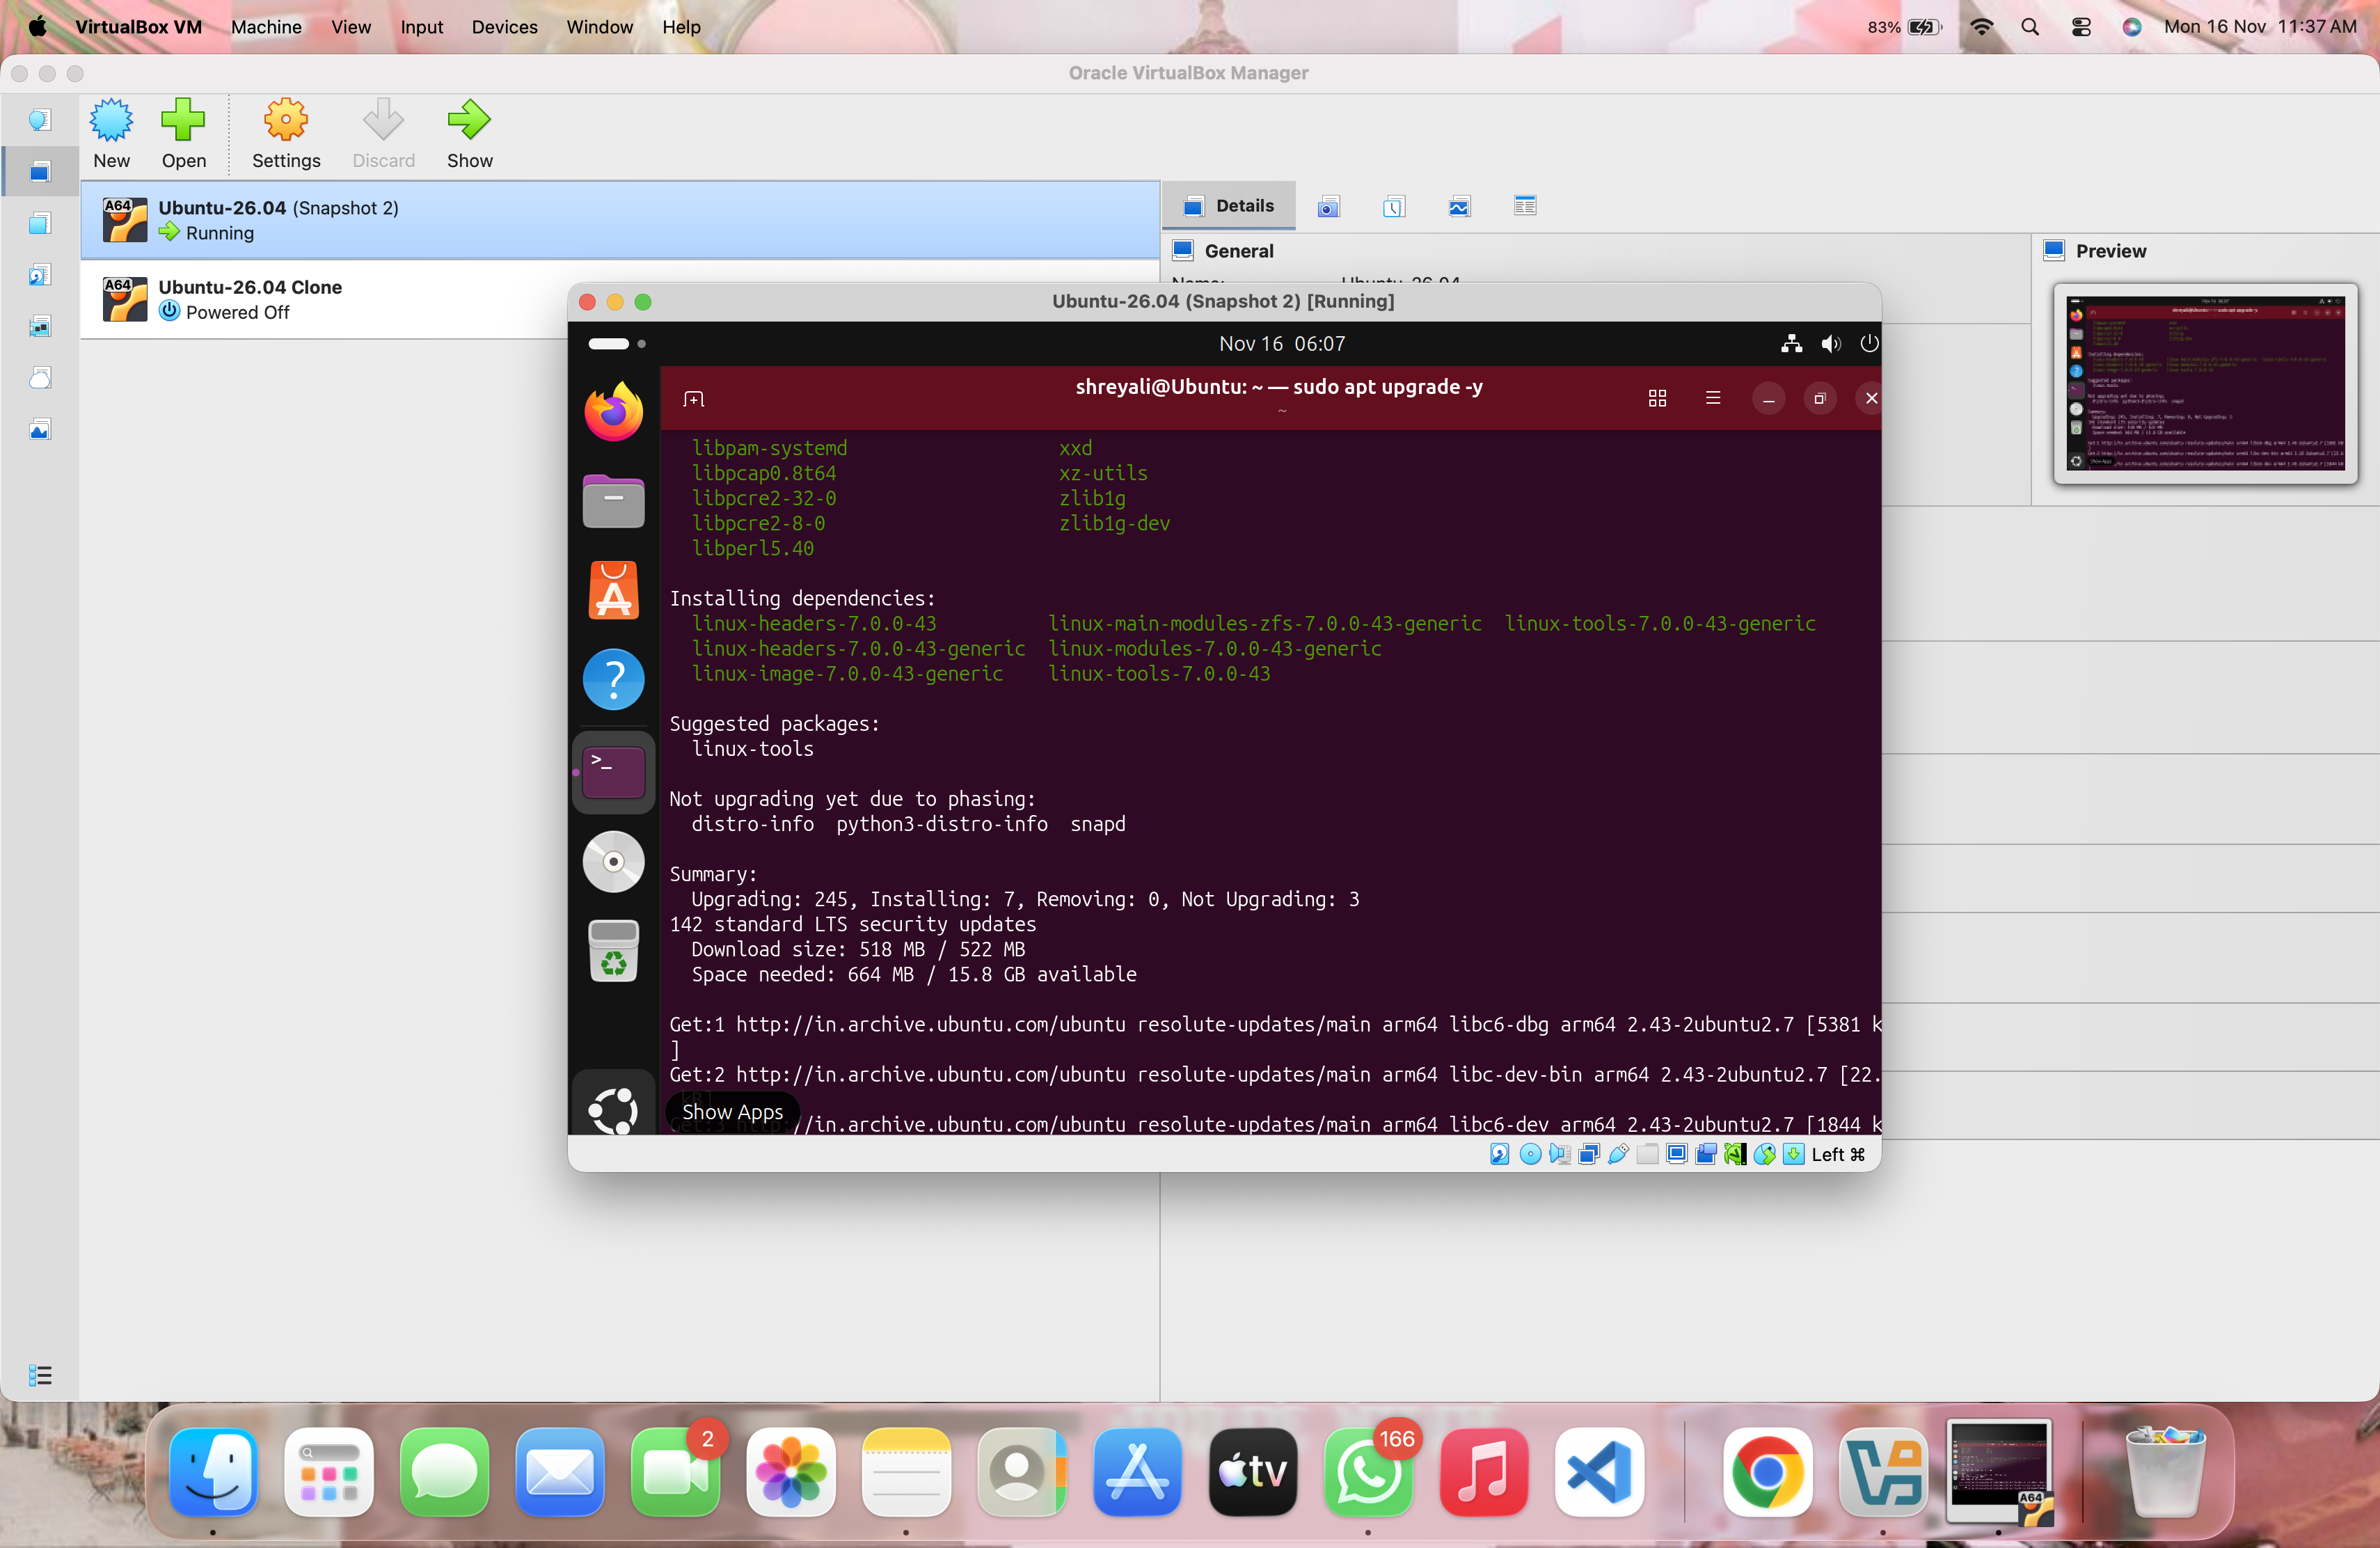 VirtualBox VM Machine View Input Devices Window Help 83% Mon 16 Nov 11:37 AM
Oracle VirtualBox Manager
New Open Settings Discard Show
A64 Ubuntu-26.04 (Snapshot 2)
Running
A64 Ubuntu-26.04 Clone
Powered Off
Details
General
Preview
Name: Ubuntu-26.04
Ubuntu-26.04 (Snapshot 2) [Running]
Nov 16 06:07
shreyali@Ubuntu: ~ — sudo apt upgrade -y
~
libpam-systemd xxd
libpcap0.8t64 xz-utils
libpcre2-32-0 zlib1g
libpcre2-8-0 zlib1g-dev
libperl5.40
Installing dependencies:
linux-headers-7.0.0-43 linux-main-modules-zfs-7.0.0-43-generic linux-tools-7.0.0-43-generic
linux-headers-7.0.0-43-generic linux-modules-7.0.0-43-generic
linux-image-7.0.0-43-generic linux-tools-7.0.0-43
Suggested packages:
linux-tools
Not upgrading yet due to phasing:
distro-info python3-distro-info snapd
Summary:
Upgrading: 245, Installing: 7, Removing: 0, Not Upgrading: 3
142 standard LTS security updates
Download size: 518 MB / 522 MB
Space needed: 664 MB / 15.8 GB available
Get:1 http://in.archive.ubuntu.com/ubuntu resolute-updates/main arm64 libc6-dbg arm64 2.43-2ubuntu2.7 [5381 k
]
Get:2 http://in.archive.ubuntu.com/ubuntu resolute-updates/main arm64 libc-dev-bin arm64 2.43-2ubuntu2.7 [22.
kB]
Show Apps
Get:3 http://in.archive.ubuntu.com/ubuntu resolute-updates/main arm64 libc6-dev arm64 2.43-2ubuntu2.7 [1844 k
Left ⌘
2
166
tv
A64